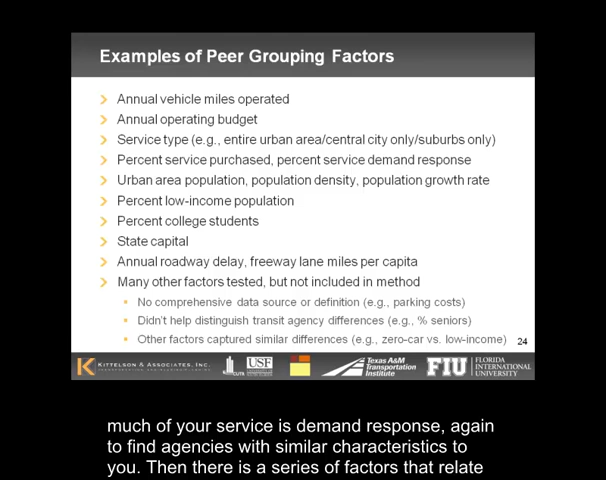 Examples of Peer Grouping Factors
Annual vehicle miles operated
Annual operating budget
Service type (e.g., entire urban area/central city only/suburbs only)
Percent service purchased, percent service demand response
Urban area population, population density, population growth rate
Percent low-income population
Percent college students
State capital
Annual roadway delay, freeway lane miles per capita
Many other factors tested, but not included in method
No comprehensive data source or definition (e.g., parking costs)
Didn't help distinguish transit agency differences (e.g., % seniors)
Other factors captured similar differences (e.g., zero-car vs. low-income)
24
KITTELSON & ASSOCIATES, INC.
CUTR
USF
Texas A&M
Transportation
Institute
FIU
FLORIDA
INTERNATIONAL
UNIVERSITY
much of your service is demand response, again
to find agencies with similar characteristics to
you. Then there is a series of factors that relate